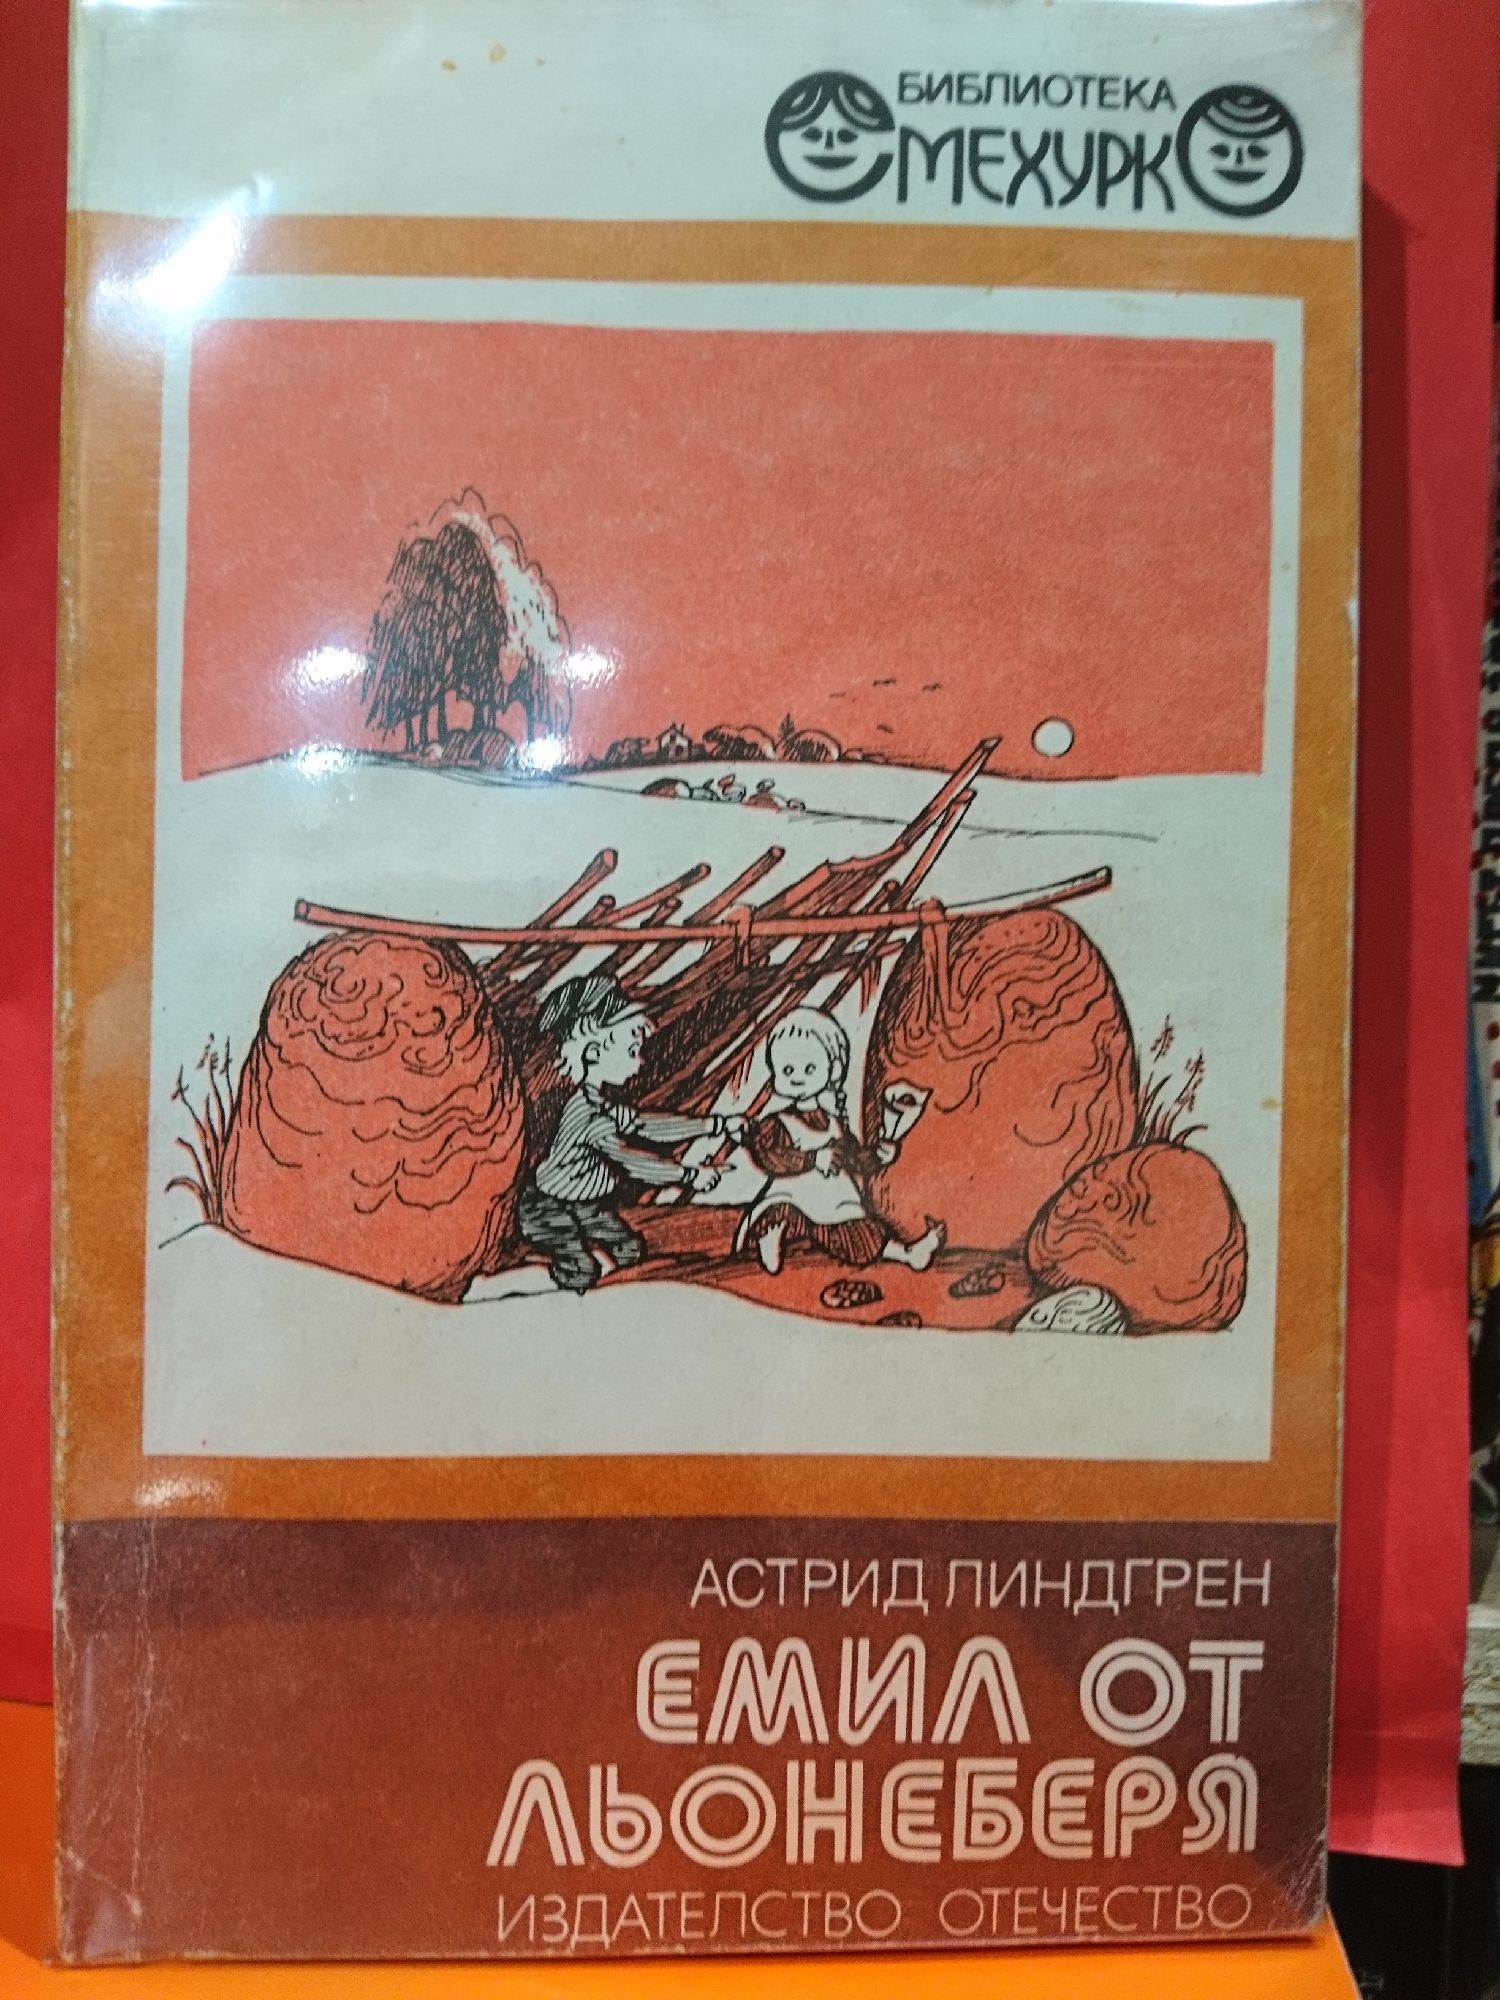 БИБЛИОТЕКА
СМЕХУРКО
АСТРИД ЛИНДГРЕН
ЕМИЛ ОТ
ЛЬОНЕБЕРЯ
ИЗДАТЕЛСТВО ОТЕЧЕСТВО